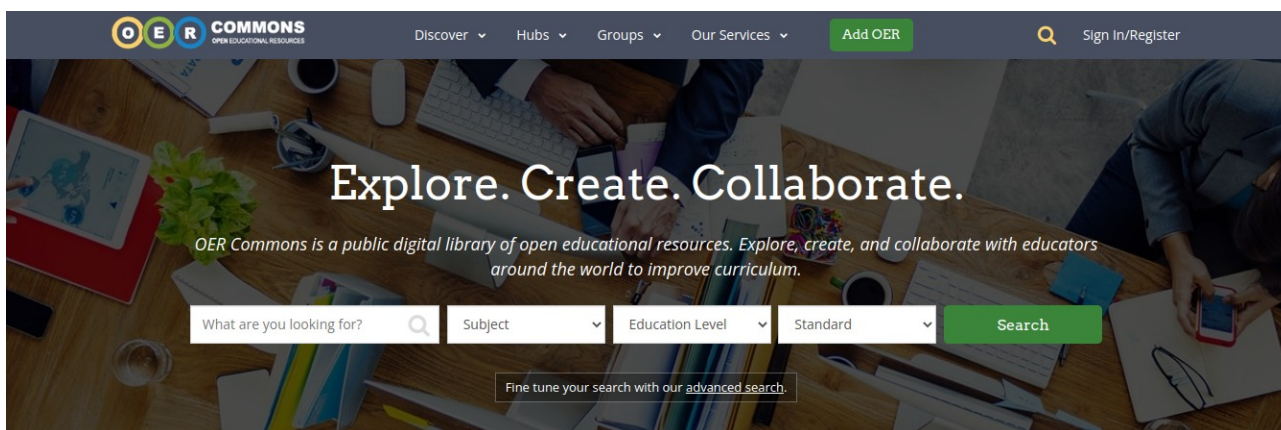 OER COMMONS
OPEN EDUCATIONAL RESOURCES
Discover Hubs Groups Our Services Add OER Sign In/Register
Explore. Create. Collaborate.
OER Commons is a public digital library of open educational resources. Explore, create, and collaborate with educators
around the world to improve curriculum.
What are you looking for? Subject Education Level Standard Search
Fine tune your search with our advanced search.